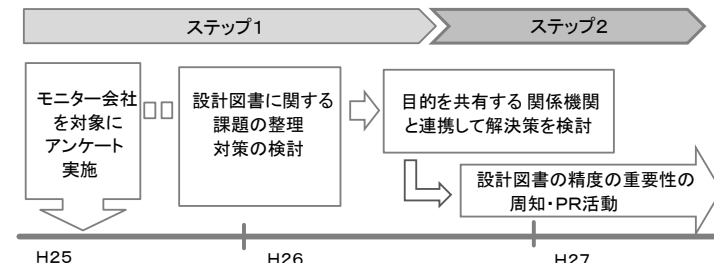 ステップ1
ステップ2
モニター会社
を対象に
アンケート
実施
設計図書に関する
課題の整理
対策の検討
目的を共有する関係機関
と連携して解決策を検討
設計図書の精度の重要性の
周知・PR活動
H25
H26
H27